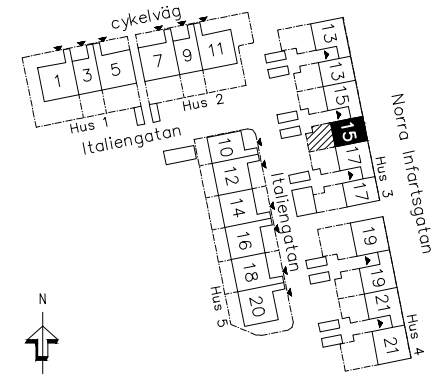 cykelväg
1 3 5 7 9 11
Hus 1
Hus 2
Italiengatan
13
13
15
15
17
17
Hus 3
Norra Infartsgatan
10
12
14
16
18
20
Hus 5
Italiengatan
19
19
21
21
Hus 4
N